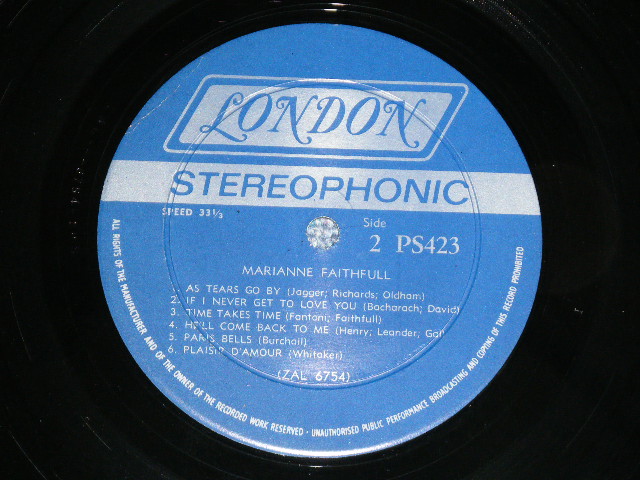 LONDON
STEREOPHONIC
SPEED 33⅓
Side
2 PS423
MARIANNE FAITHFULL
1. AS TEARS GO BY (Jagger; Richards; Oldham)
2. IF I NEVER GET TO LOVE YOU (Bacharach; David)
3. TIME TAKES TIME (Fantoni; Faithfull)
4. HE'LL COME BACK TO ME (Henry; Leander; Gol)
5. PARIS BELLS (Burchall)
6. PLAISIR D'AMOUR (Whitaker)
(ZAL 6754)
ALL RIGHTS OF THE MANUFACTURER AND OF THE OWNER OF THE RECORDED WORK RESERVED · UNAUTHORISED PUBLIC PERFORMANCE BROADCASTING AND COPYING OF THIS RECORD PROHIBITED